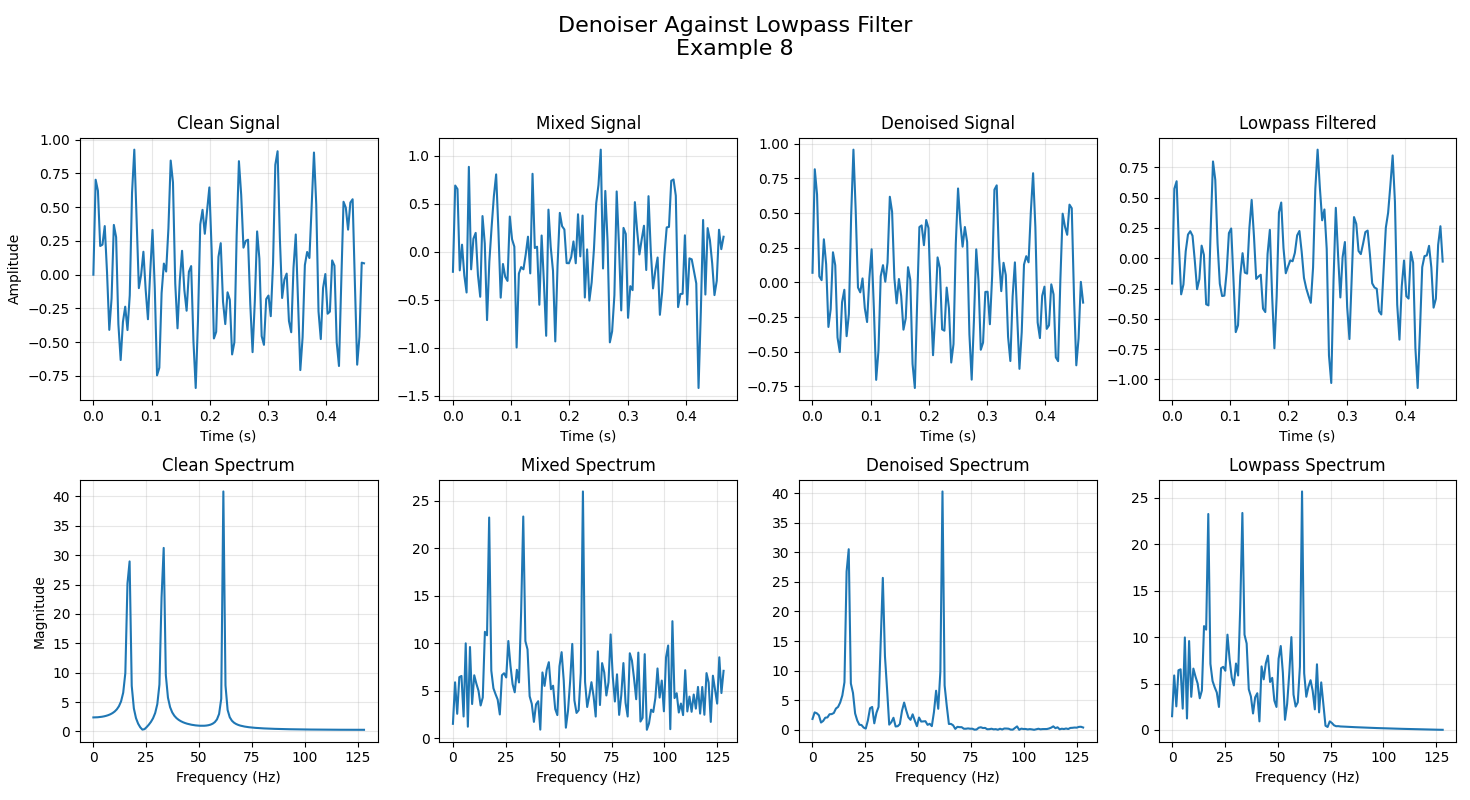 Denoiser Against Lowpass Filter
Example 8
Clean Signal
Amplitude
1.00
0.75
0.50
0.25
0.00
−0.25
−0.50
−0.75
0.0 0.1 0.2 0.3 0.4
Time (s)
Mixed Signal
1.0
0.5
0.0
−0.5
−1.0
−1.5
0.0 0.1 0.2 0.3 0.4
Time (s)
Denoised Signal
1.00
0.75
0.50
0.25
0.00
−0.25
−0.50
−0.75
0.0 0.1 0.2 0.3 0.4
Time (s)
Lowpass Filtered
0.75
0.50
0.25
0.00
−0.25
−0.50
−0.75
−1.00
0.0 0.1 0.2 0.3 0.4
Time (s)
Clean Spectrum
Magnitude
40
35
30
25
20
15
10
5
0
0 25 50 75 100 125
Frequency (Hz)
Mixed Spectrum
25
20
15
10
5
0
0 25 50 75 100 125
Frequency (Hz)
Denoised Spectrum
40
35
30
25
20
15
10
5
0
0 25 50 75 100 125
Frequency (Hz)
Lowpass Spectrum
25
20
15
10
5
0
0 25 50 75 100 125
Frequency (Hz)